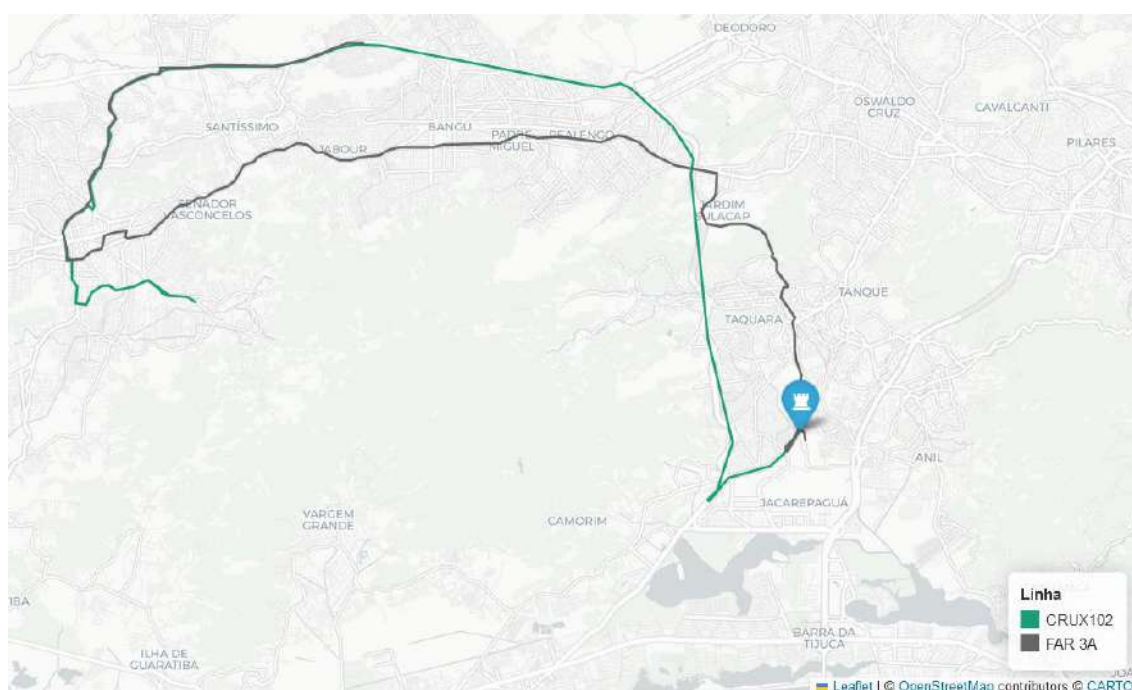 DEODORO
OSWALDO
CRUZ
CAVALCANTI
PILARES
SANTÍSSIMO
BANGU
PADRE
MIGUEL
REALENGO
JABOUR
SENADOR
VASCONCELOS
JARDIM
SULACAP
TANQUE
TAQUARA
ANIL
JACAREPAGUÁ
VARGEM
GRANDE
CAMORIM
BARRA DA
TIJUCA
ILHA DE
GUARATIBA
Linha
CRUX102
FAR 3A
Leaflet | © OpenStreetMap contributors © CARTO